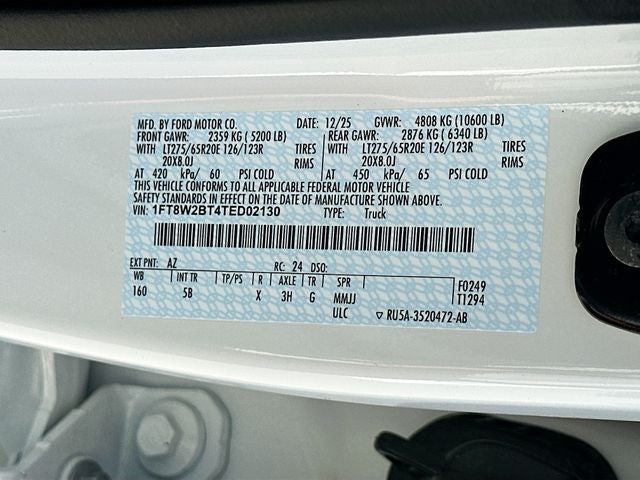 MFD. BY FORD MOTOR CO. DATE: 12/25 GVWR: 4808 KG (10600 LB)
FRONT GAWR: 2359 KG (5200 LB) REAR GAWR: 2876 KG (6340 LB)
WITH LT275/65R20E 126/123R TIRES WITH LT275/65R20E 126/123R TIRES
20X8.0J RIMS 20X8.0J RIMS
AT 420 kPa/ 60 PSI COLD AT 450 kPa/ 65 PSI COLD
THIS VEHICLE CONFORMS TO ALL APPLICABLE FEDERAL MOTOR VEHICLE
SAFETY STANDARDS IN EFFECT ON THE DATE OF MANUFACTURE SHOWN ABOVE.
VIN: 1FT8W2BT4TED02130 TYPE: Truck
EXT PNT: AZ RC: 24 DSO:
WB INT TR TP/PS R AXLE TR SPR F0249
160 5B X 3H G MMJJ T1294
ULC ▽ RU5A-3520472-AB